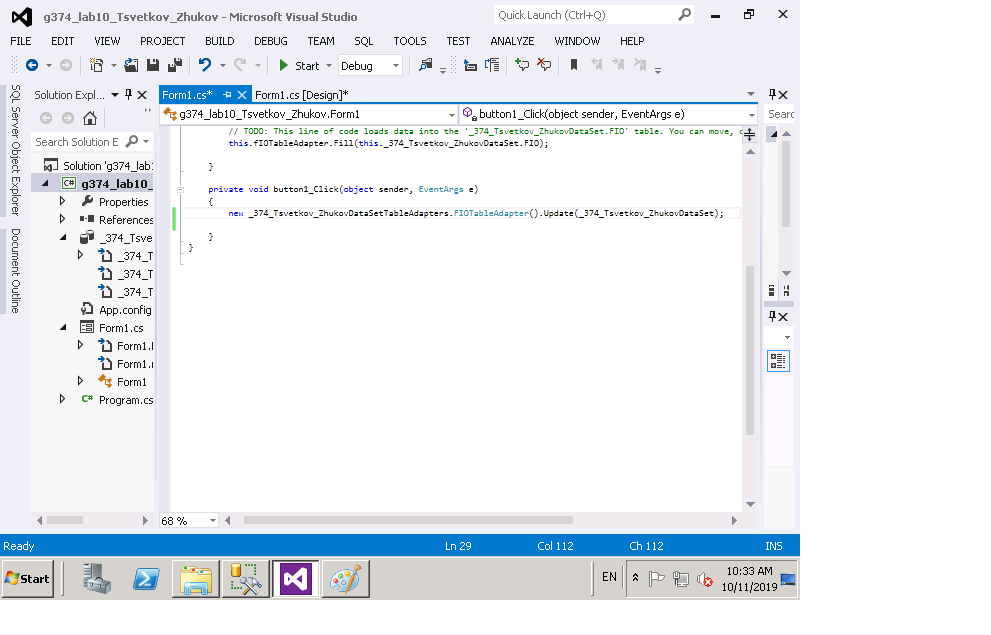 g374_lab10_Tsvetkov_Zhukov - Microsoft Visual Studio
Quick Launch (Ctrl+Q)
FILE EDIT VIEW PROJECT BUILD DEBUG TEAM SQL TOOLS TEST ANALYZE WINDOW HELP
Start Debug
SQL Server Object Explorer
Document Outline
Solution Expl...
Search Solution E
Solution 'g374_lab1
g374_lab10_
Properties
References
_374_Tsve
_374_T
_374_T
_374_T
App.config
Form1.cs
Form1.
Form1.
Form1
Program.cs
Form1.cs* Form1.cs [Design]*
g374_lab10_Tsvetkov_Zhukov.Form1 button1_Click(object sender, EventArgs e)
// TODO: This line of code loads data into the '_374_Tsvetkov_ZhukovDataSet.FIO' table. You can move,
this.fIOTableAdapter.Fill(this._374_Tsvetkov_ZhukovDataSet.FIO);
}
private void button1_Click(object sender, EventArgs e)
{
new _374_Tsvetkov_ZhukovDataSetTableAdapters.FIOTableAdapter().Update(_374_Tsvetkov_ZhukovDataSet);
}
}
68 %
Searc
Ready Ln 29 Col 112 Ch 112 INS
Start EN 10:33 AM
10/11/2019